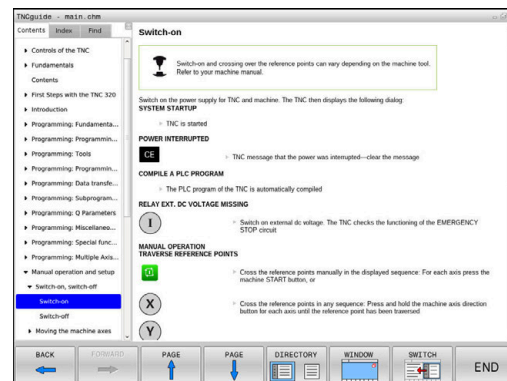 TNCguide - main.chm
Contents Index Find
Controls of the TNC
Fundamentals
Contents
First Steps with the TNC 320
Introduction
Programming: Fundamenta...
Programming: Programmin...
Programming: Tools
Programming: Programmin...
Programming: Data transfe...
Programming: Subprogram...
Programming: Q Parameters
Programming: Miscellaneo...
Programming: Special func...
Programming: Multiple Axis...
Manual operation and setup
Switch-on, switch-off
Switch-on
Switch-off
Moving the machine axes
Switch-on
Switch-on and crossing over the reference points can vary depending on the machine tool.
Refer to your machine manual.
Switch on the power supply for TNC and machine. The TNC then displays the following dialog:
SYSTEM STARTUP
TNC is started
POWER INTERRUPTED
CE
TNC message that the power was interrupted—clear the message
COMPILE A PLC PROGRAM
The PLC program of the TNC is automatically compiled
RELAY EXT. DC VOLTAGE MISSING
I
Switch on external dc voltage. The TNC checks the functioning of the EMERGENCY
STOP circuit
MANUAL OPERATION
TRAVERSE REFERENCE POINTS
Cross the reference points manually in the displayed sequence: For each axis press the
machine START button, or
X
Cross the reference points in any sequence: Press and hold the machine axis direction
button for each axis until the reference point has been traversed
Y
BACK FORWARD PAGE PAGE DIRECTORY WINDOW SWITCH END